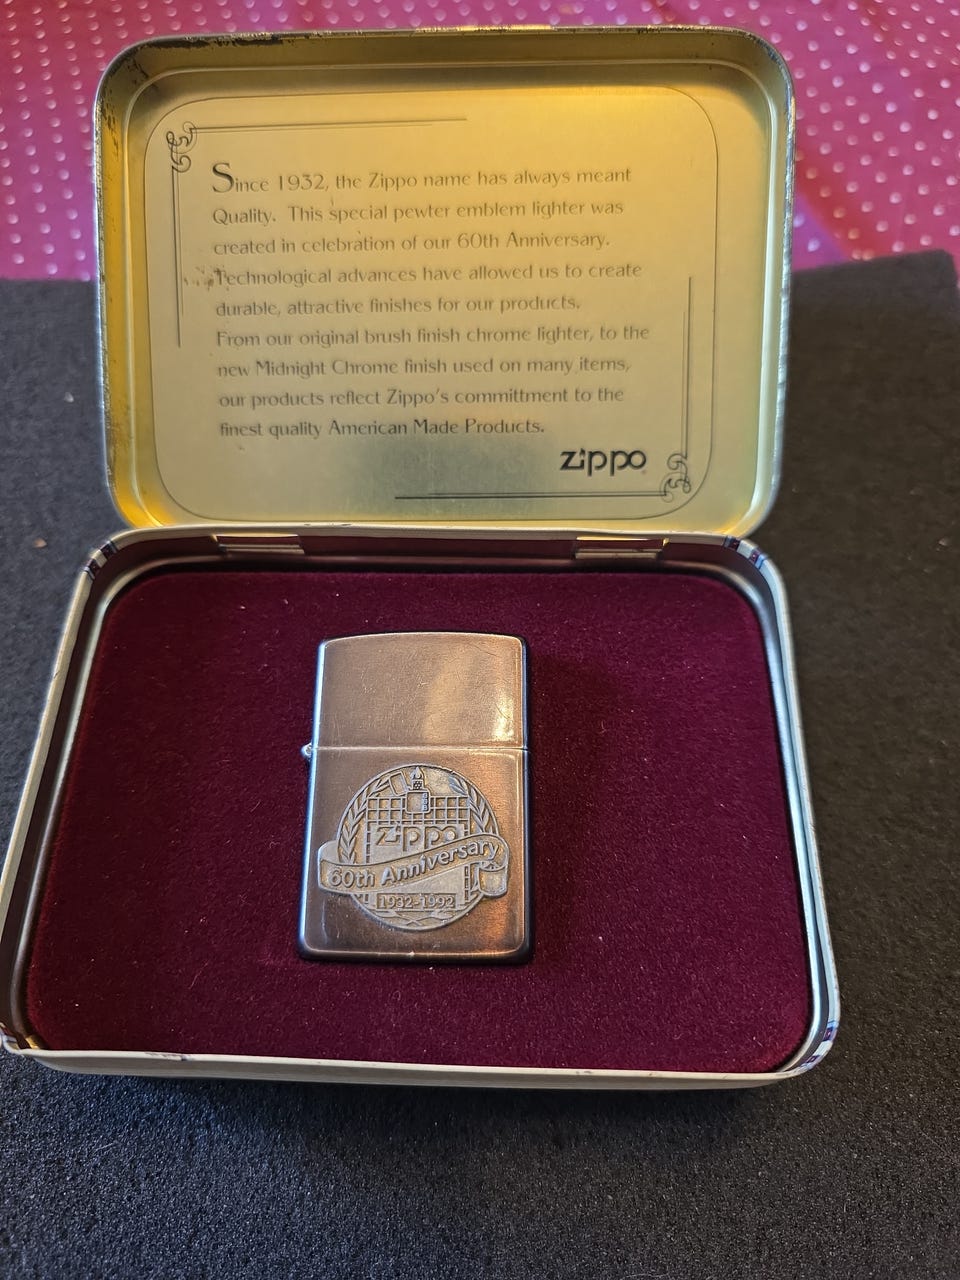 Since 1932, the Zippo name has always meant
Quality. This special pewter emblem lighter was
created in celebration of our 60th Anniversary.
Technological advances have allowed us to create
durable, attractive finishes for our products.
From our original brush finish chrome lighter, to the
new Midnight Chrome finish used on many items,
our products reflect Zippo's committment to the
finest quality American Made Products.
zippo
zippo
60th Anniversary
1932-1992